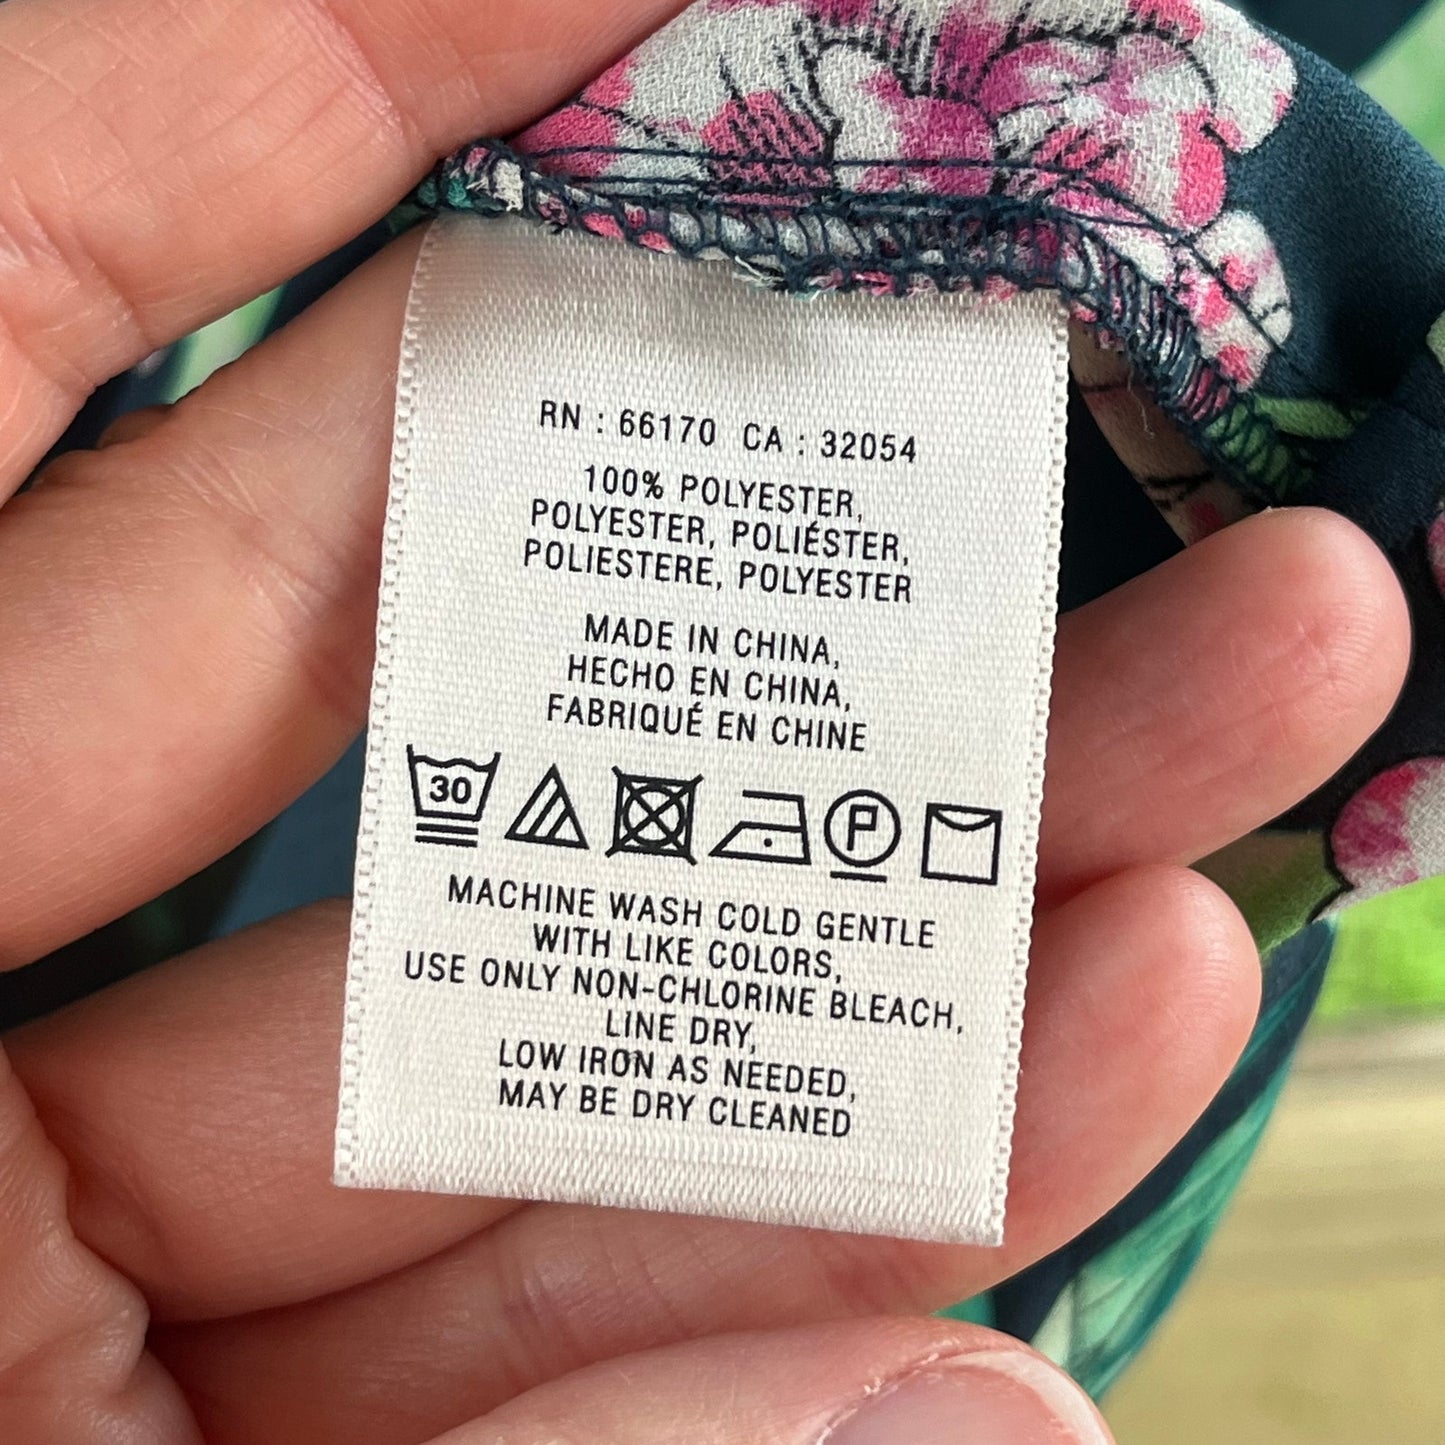 RN : 66170 CA : 32054
100% POLYESTER,
POLYESTER, POLIÉSTER,
POLIESTERE, POLYESTER
MADE IN CHINA,
HECHO EN CHINA,
FABRIQUÉ EN CHINE
30 P
MACHINE WASH COLD GENTLE
WITH LIKE COLORS,
USE ONLY NON-CHLORINE BLEACH,
LINE DRY,
LOW IRON AS NEEDED,
MAY BE DRY CLEANED